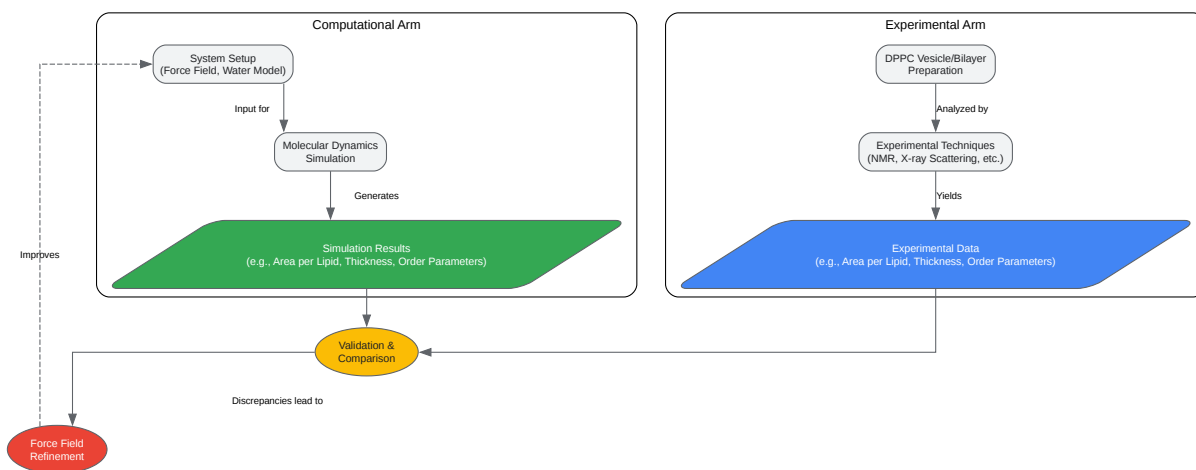 Computational Arm
System Setup
(Force Field, Water Model)
Input for
Molecular Dynamics
Simulation
Generates
Simulation Results
(e.g., Area per Lipid, Thickness, Order Parameters)
Experimental Arm
DPPC Vesicle/Bilayer
Preparation
Analyzed by
Experimental Techniques
(NMR, X-ray Scattering, etc.)
Yields
Experimental Data
(e.g., Area per Lipid, Thickness, Order Parameters)
Validation &
Comparison
Discrepancies lead to
Force Field
Refinement
Improves